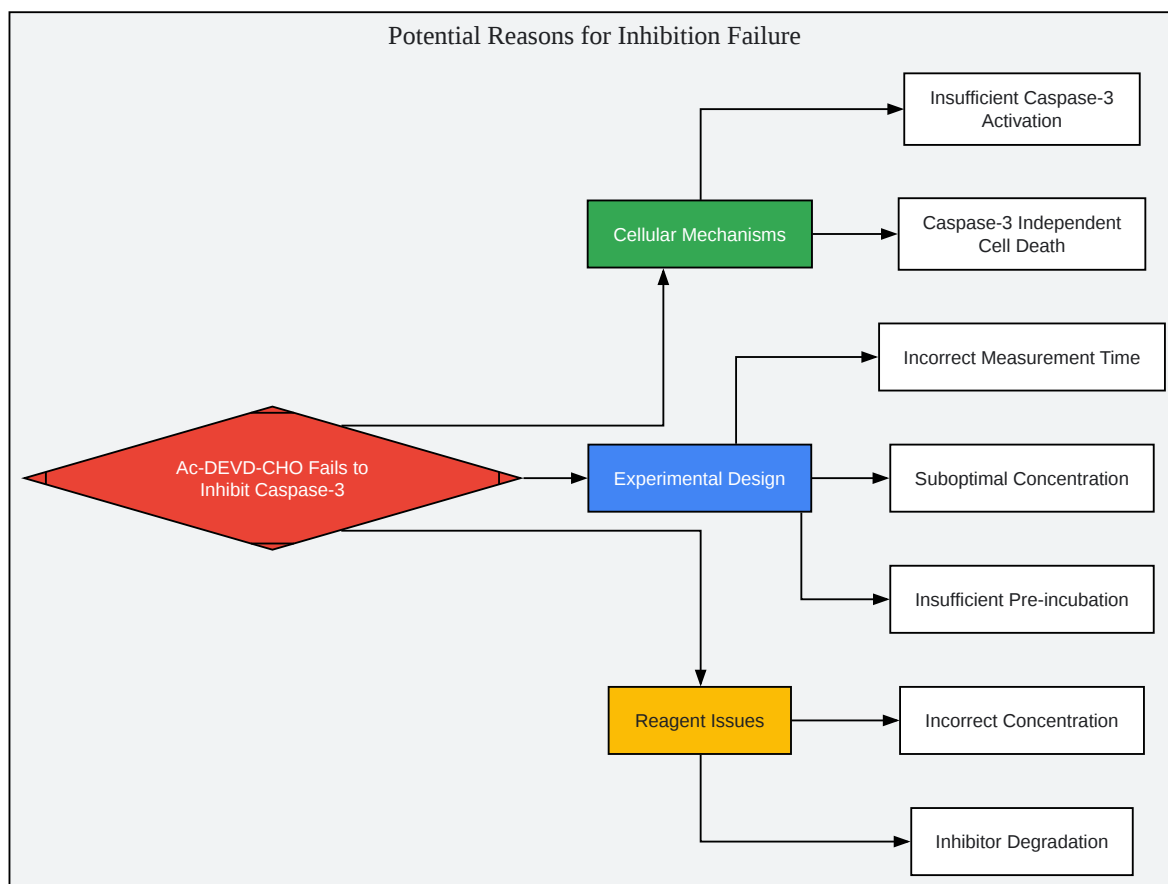 Potential Reasons for Inhibition Failure
Insufficient Caspase-3
Activation
Cellular Mechanisms
Caspase-3 Independent
Cell Death
Incorrect Measurement Time
Ac-DEVD-CHO Fails to
Inhibit Caspase-3
Experimental Design
Suboptimal Concentration
Insufficient Pre-incubation
Reagent Issues
Incorrect Concentration
Inhibitor Degradation